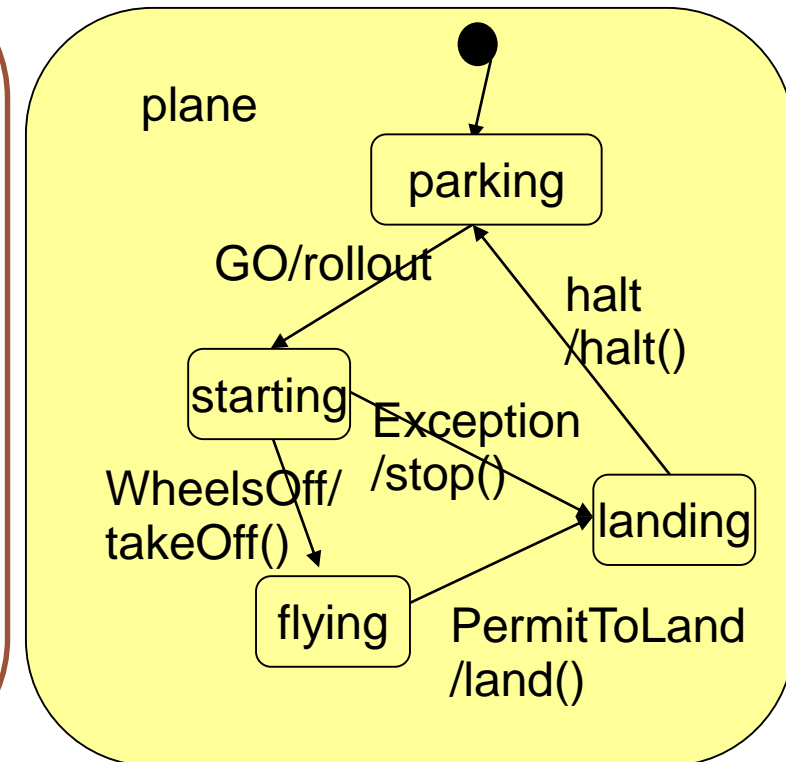 plane
parking
GO/rollout
halt
/halt()
starting
Exception
/stop()
WheelsOff/
takeOff()
landing
flying
PermitToLand
/land()